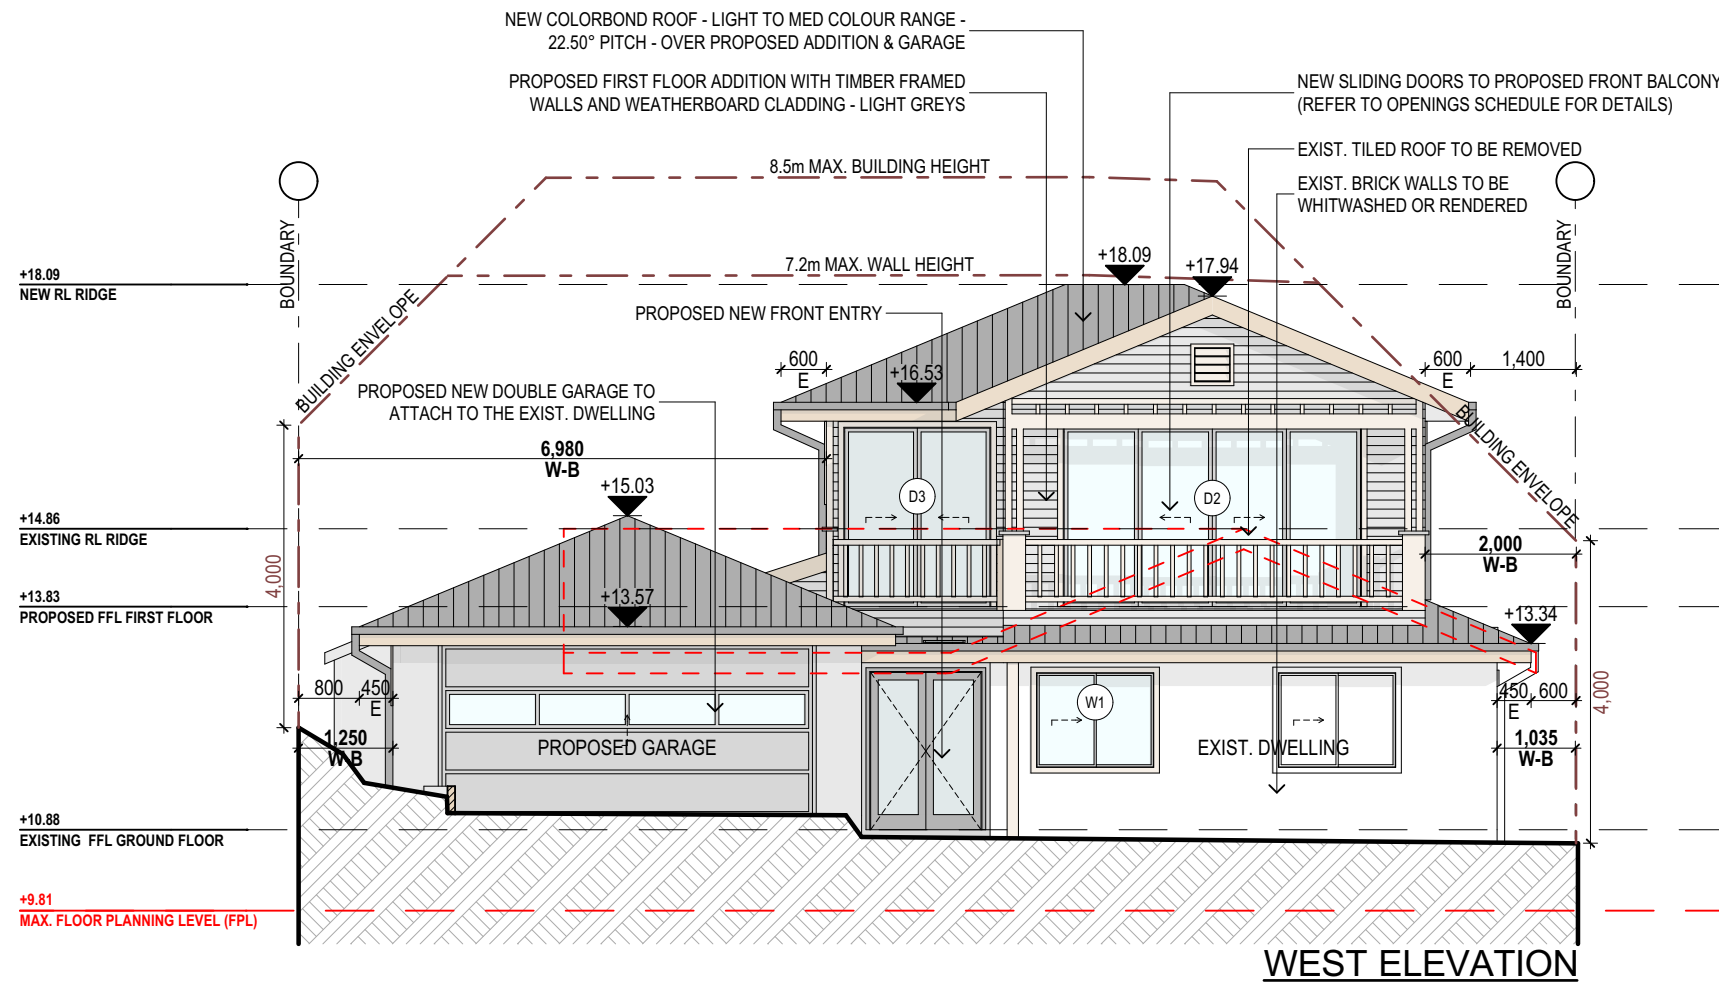 NEW COLORBOND ROOF - LIGHT TO MED COLOUR RANGE -
22.50° PITCH - OVER PROPOSED ADDITION & GARAGE
PROPOSED FIRST FLOOR ADDITION WITH TIMBER FRAMED
WALLS AND WEATHERBOARD CLADDING - LIGHT GREYS
NEW SLIDING DOORS TO PROPOSED FRONT BALCONY
(REFER TO OPENINGS SCHEDULE FOR DETAILS)
EXIST. TILED ROOF TO BE REMOVED
EXIST. BRICK WALLS TO BE
WHITWASHED OR RENDERED
8.5m MAX. BUILDING HEIGHT
7.2m MAX. WALL HEIGHT
BOUNDARY
BOUNDARY
+18.09
+17.94
+18.09
NEW RL RIDGE
BUILDING ENVELOPE
PROPOSED NEW FRONT ENTRY
600
E
600
E
1,400
+16.53
PROPOSED NEW DOUBLE GARAGE TO
ATTACH TO THE EXIST. DWELLING
BUILDING ENVELOPE
6,980
W-B
+15.03
D3
D2
+14.86
EXISTING RL RIDGE
2,000
W-B
4,000
+13.83
PROPOSED FFL FIRST FLOOR
+13.57
+13.34
800
450
E
450
E
600
4,000
W1
1,250
W-B
PROPOSED GARAGE
EXIST. DWELLING
1,035
W-B
+10.88
EXISTING FFL GROUND FLOOR
+9.81
MAX. FLOOR PLANNING LEVEL (FPL)
WEST ELEVATION